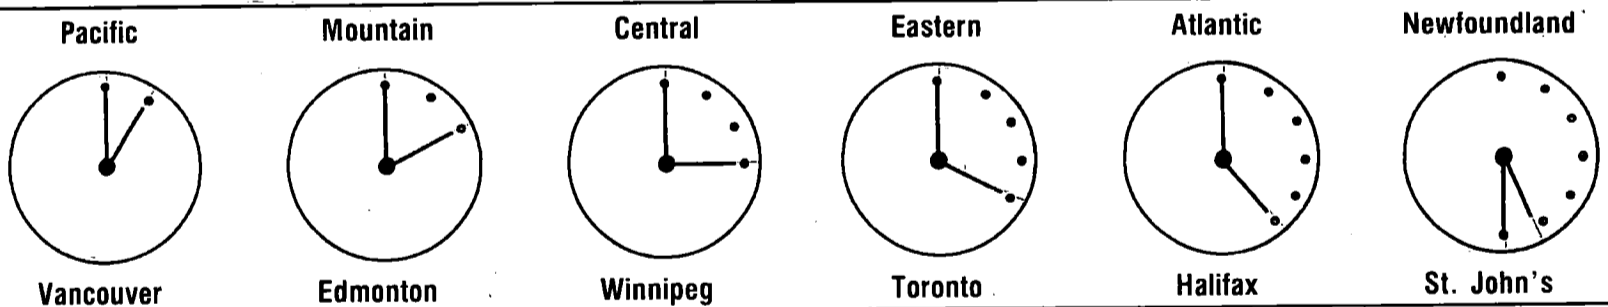 Pacific Mountain Central Eastern Atlantic Newfoundland
Vancouver Edmonton Winnipeg Toronto Halifax St. John's